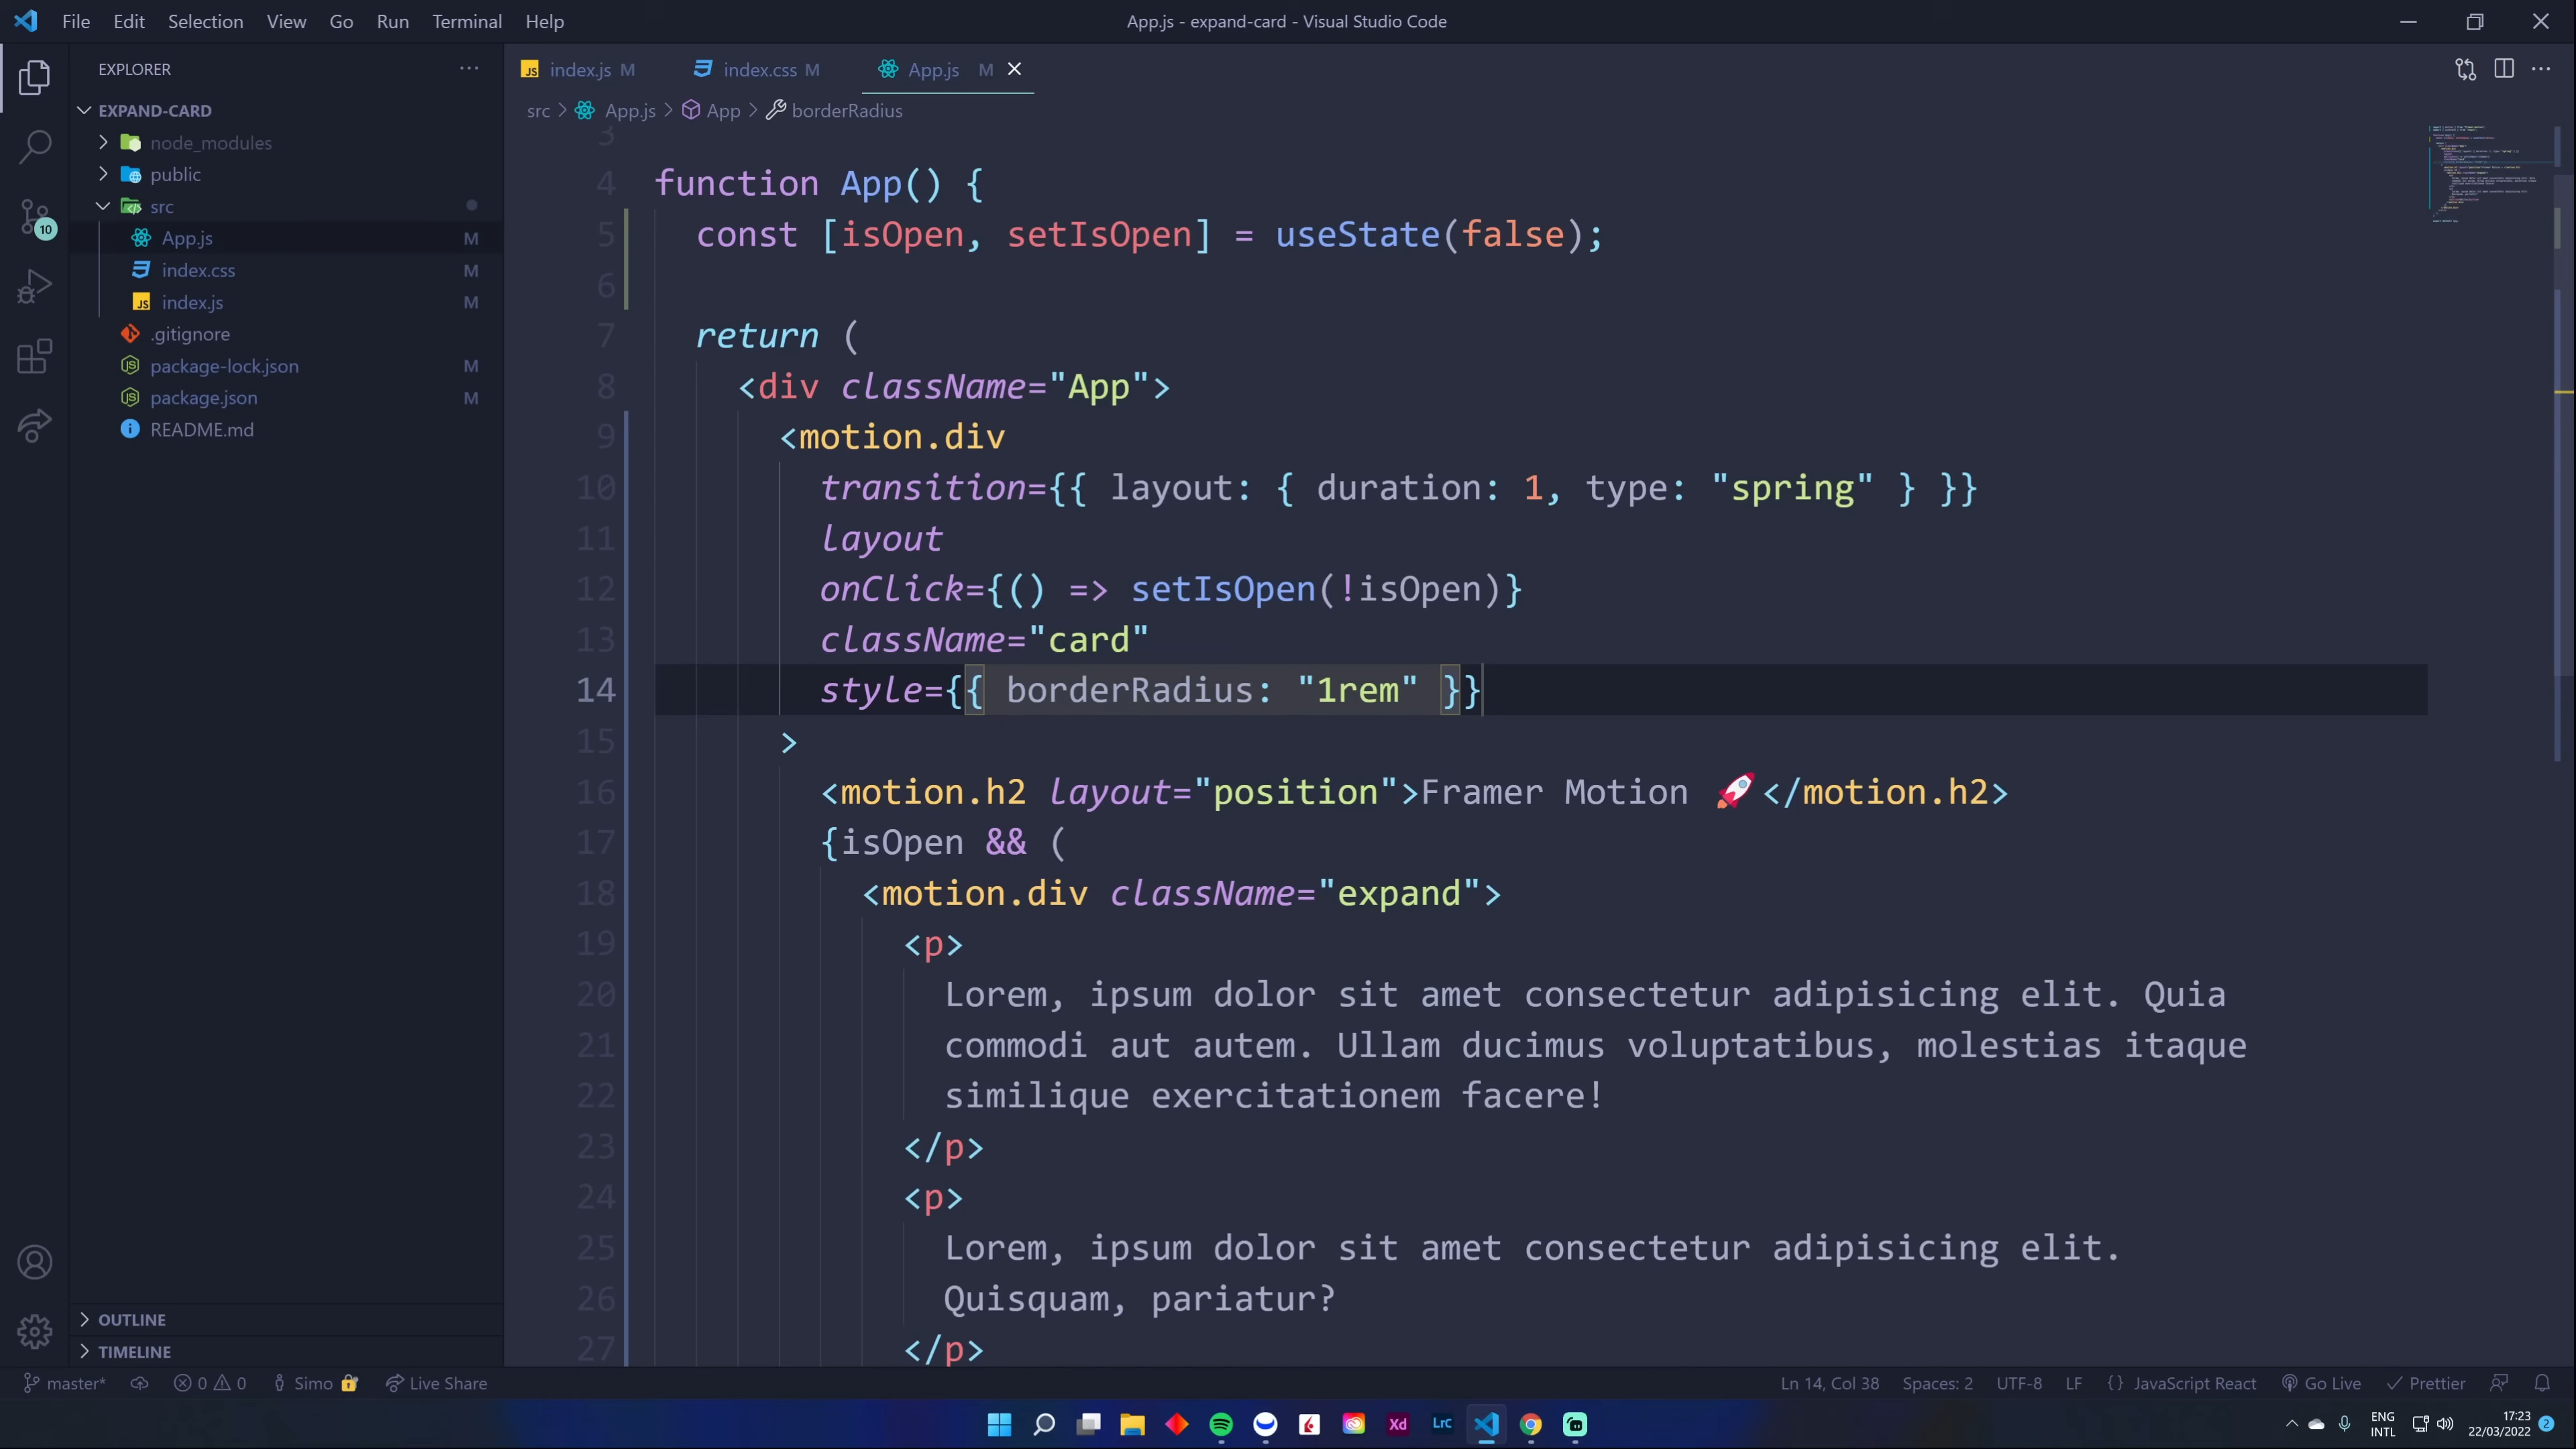 File Edit Selection View Go Run Terminal Help
App.js - expand-card - Visual Studio Code
EXPLORER
EXPAND-CARD
node_modules
public
src
App.js M
index.css M
index.js M
.gitignore
package-lock.json M
package.json M
README.md
OUTLINE
TIMELINE
10
index.js M index.css M App.js M
src > App.js > App > borderRadius
3
4 function App() {
5 const [isOpen, setIsOpen] = useState(false);
6
7 return (
8 <div className="App">
9 <motion.div
10 transition={{ layout: { duration: 1, type: "spring" } }}
11 layout
12 onClick={() => setIsOpen(!isOpen)}
13 className="card"
14 style={{ borderRadius: "1rem" }}
15 >
16 <motion.h2 layout="position">Framer Motion 🚀</motion.h2>
17 {isOpen && (
18 <motion.div className="expand">
19 <p>
20 Lorem, ipsum dolor sit amet consectetur adipisicing elit. Quia
21 commodi aut autem. Ullam ducimus voluptatibus, molestias itaque
22 similique exercitationem facere!
23 </p>
24 <p>
25 Lorem, ipsum dolor sit amet consectetur adipisicing elit.
26 Quisquam, pariatur?
27 </p>
master* 0 0 Simo Live Share
Ln 14, Col 38 Spaces: 2 UTF-8 LF {} JavaScript React Go Live Prettier
JS
Xd LrC
ENG
INTL
17:23
22/03/2022
2